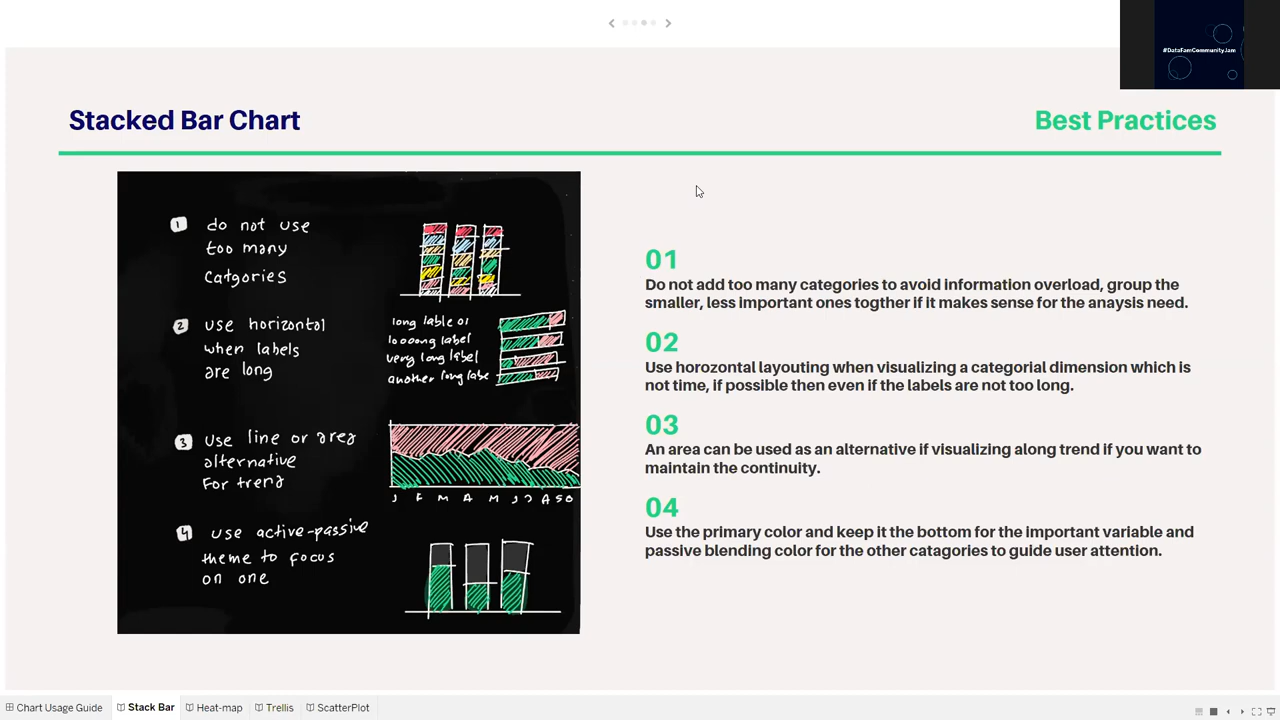 #DataFamCommunityJam
Stacked Bar Chart
Best Practices
1 do not use
too many
Catgories
2 use horizontal
when labels
are long
long lable or
loooong label
very long label
another long labe
3 Use line or area
alternative
For trend
J F M A M J J A S O
4 use active-passive
theme to focus
on one
01
Do not add too many categories to avoid information overload, group the
smaller, less important ones togther if it makes sense for the anaysis need.
02
Use horozontal layouting when visualizing a categorial dimension which is
not time, if possible then even if the labels are not too long.
03
An area can be used as an alternative if visualizing along trend if you want to
maintain the continuity.
04
Use the primary color and keep it the bottom for the important variable and
passive blending color for the other catagories to guide user attention.
Chart Usage Guide
Stack Bar
Heat-map
Trellis
ScatterPlot